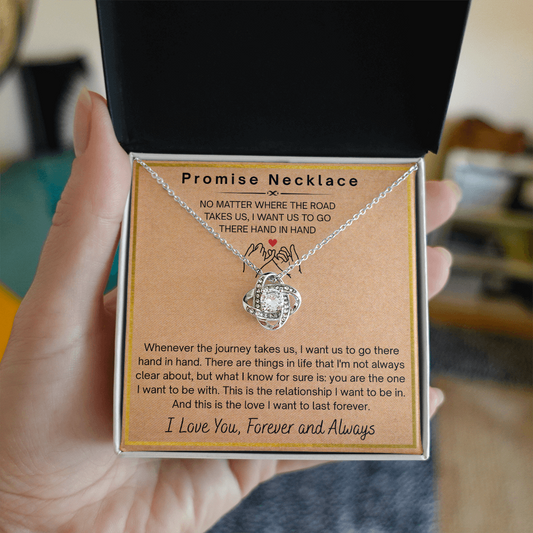 Promise Necklace
NO MATTER WHERE THE ROAD
TAKES US, I WANT US TO GO
THERE HAND IN HAND
Whenever the journey takes us, I want us to go there
hand in hand. There are things in life that I'm not always
clear about, but what I know for sure is: you are the one
I want to be with. This is the relationship I want to be in.
And this is the love I want to last forever.
I Love You, Forever and Always